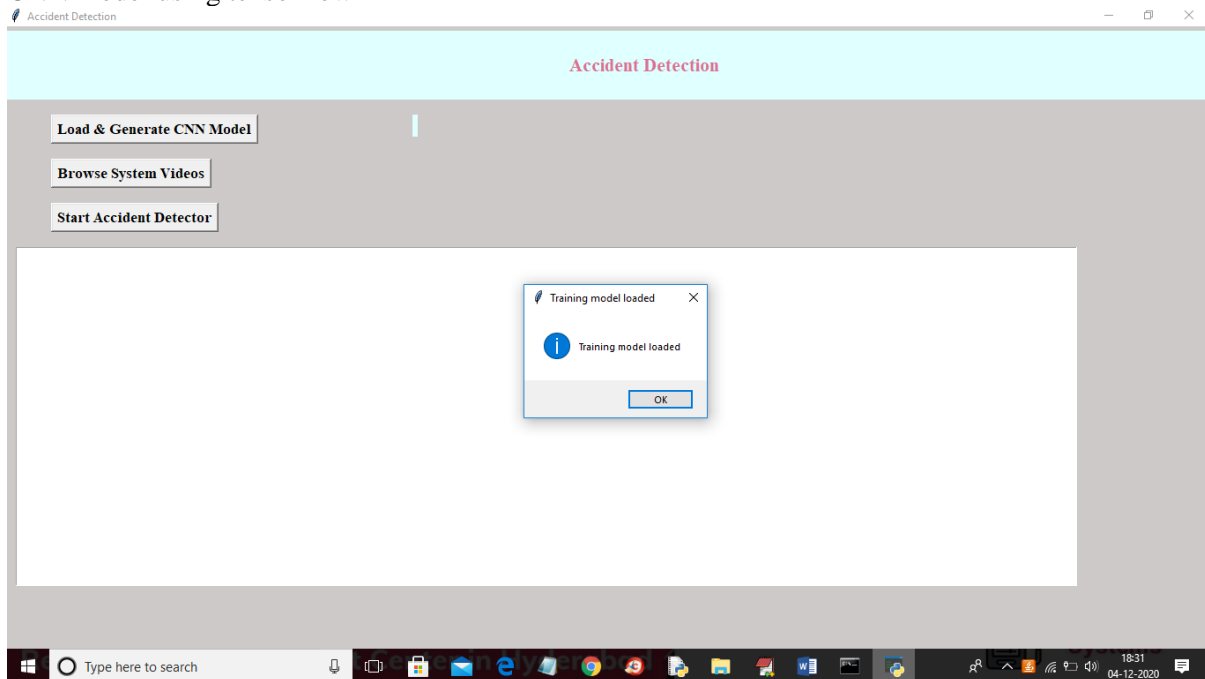 Accident Detection
Accident Detection
Load & Generate CNN Model
Browse System Videos
Start Accident Detector
Training model loaded
Training model loaded
OK
Type here to search
18:31
04-12-2020